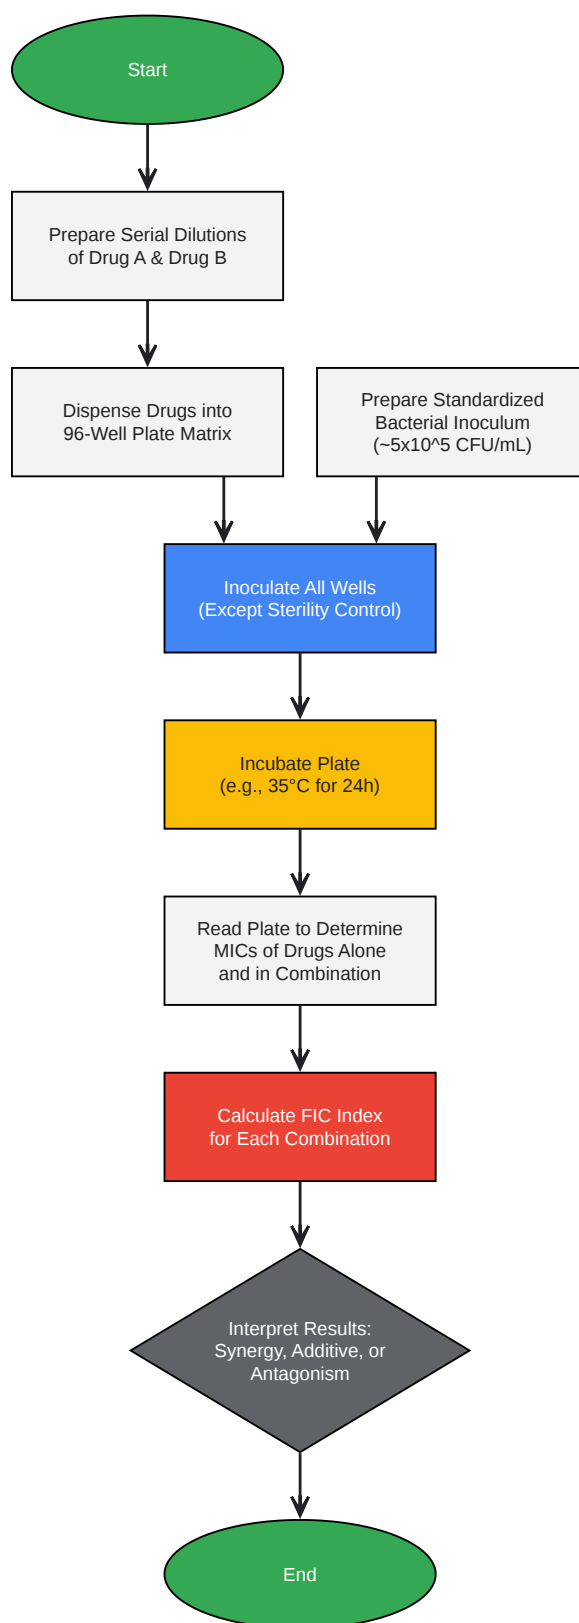 Start
Prepare Serial Dilutions
of Drug A & Drug B
Dispense Drugs into
96-Well Plate Matrix
Prepare Standardized
Bacterial Inoculum
(~5x10^5 CFU/mL)
Inoculate All Wells
(Except Sterility Control)
Incubate Plate
(e.g., 35°C for 24h)
Read Plate to Determine
MICs of Drugs Alone
and in Combination
Calculate FIC Index
for Each Combination
Interpret Results:
Synergy, Additive, or
Antagonism
End